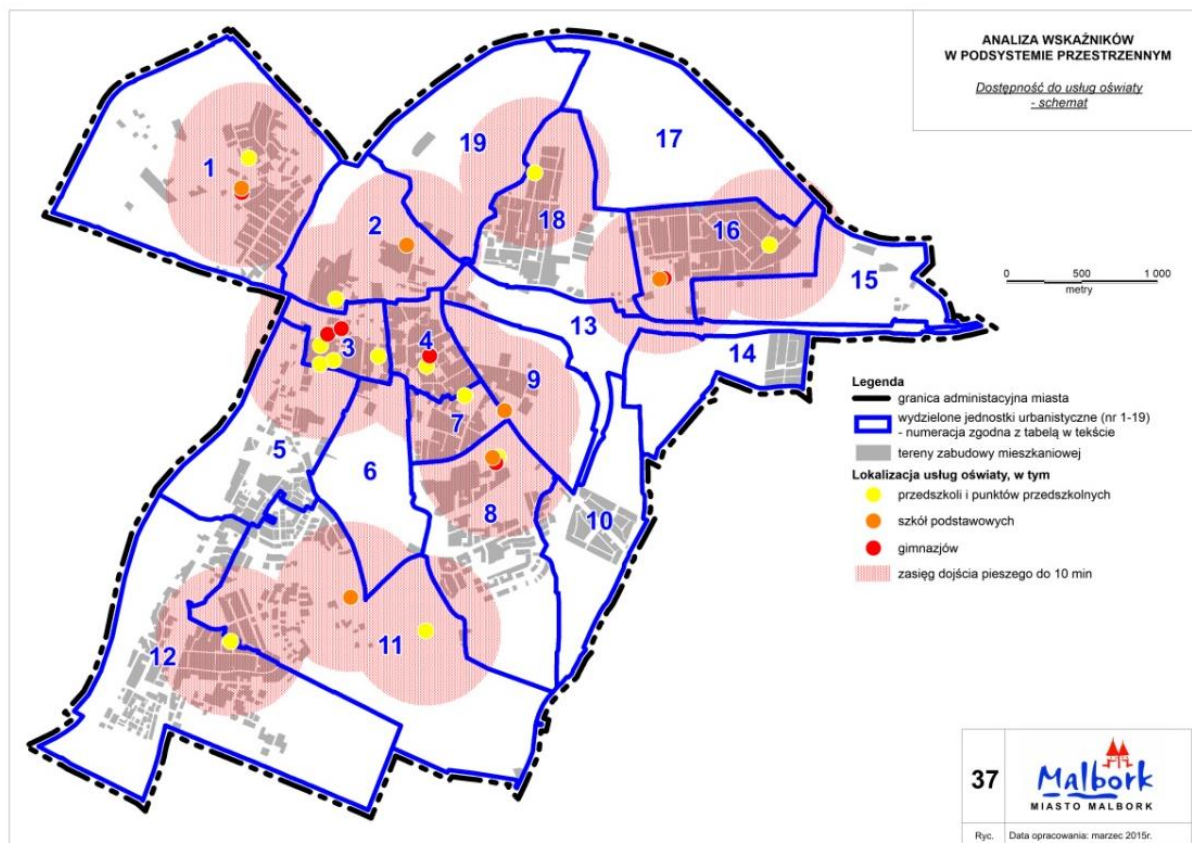 ANALIZA WSKAŹNIKÓW
W PODSYSTEMIE PRZESTRZENNYM
Dostępność do usług oświaty
- schemat
17
19
1
2
18
16
15
0 500 1 000
metry
13
3
4
14
9
7
5
6
8
10
11
12
Legenda
granica administacyjna miasta
wydzielone jednostki urbanistyczne (nr 1-19)
- numeracja zgodna z tabelą w tekście
tereny zabudowy mieszkaniowej
Lokalizacja usług oświaty, w tym
przedszkoli i punktów przedszkolnych
szkół podstawowych
gimnazjów
zasięg dojścia pieszego do 10 min
37
Malbork
MIASTO MALBORK
Ryc. Data opracowania: marzec 2015r.